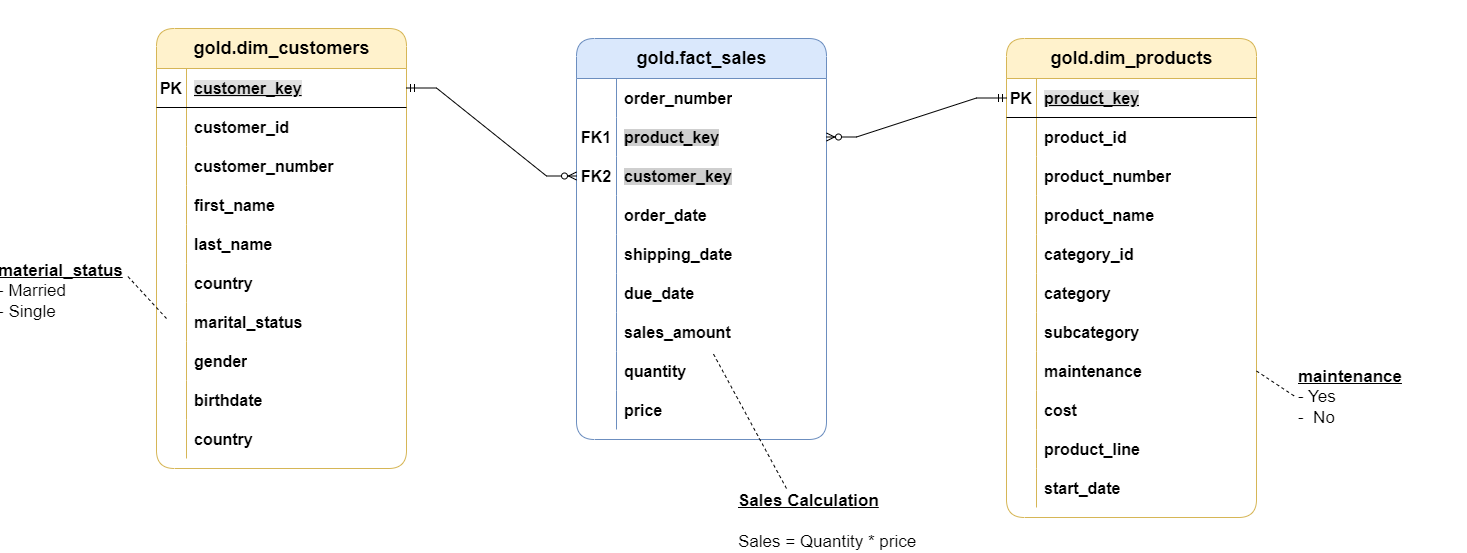 gold.dim_customers
PK customer_key
customer_id
customer_number
first_name
last_name
country
marital_status
gender
birthdate
country
material_status
- Married
- Single
gold.fact_sales
order_number
FK1 product_key
FK2 customer_key
order_date
shipping_date
due_date
sales_amount
quantity
price
Sales Calculation
Sales = Quantity * price
gold.dim_products
PK product_key
product_id
product_number
product_name
category_id
category
subcategory
maintenance
cost
product_line
start_date
maintenance
- Yes
- No